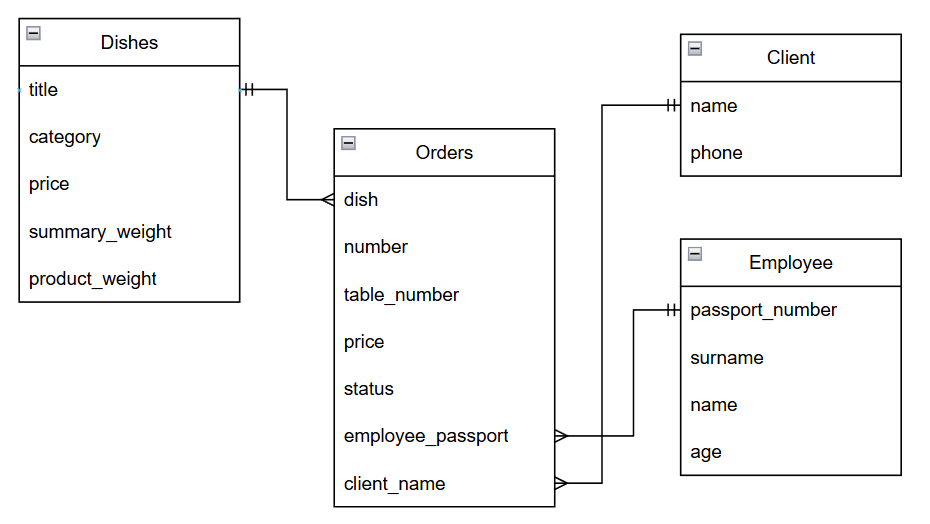 Dishes
title
category
price
summary_weight
product_weight
Orders
dish
number
table_number
price
status
employee_passport
client_name
Client
name
phone
Employee
passport_number
surname
name
age